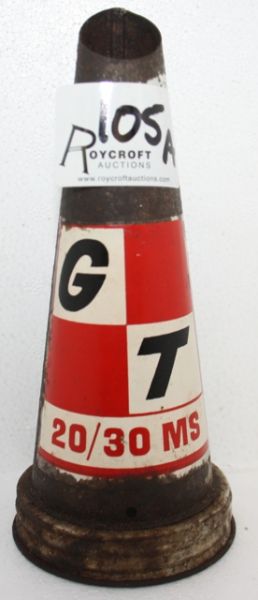 105A
ROYCROFT
AUCTIONS
www.roycroftauctions.com
G
T
20/30 MS